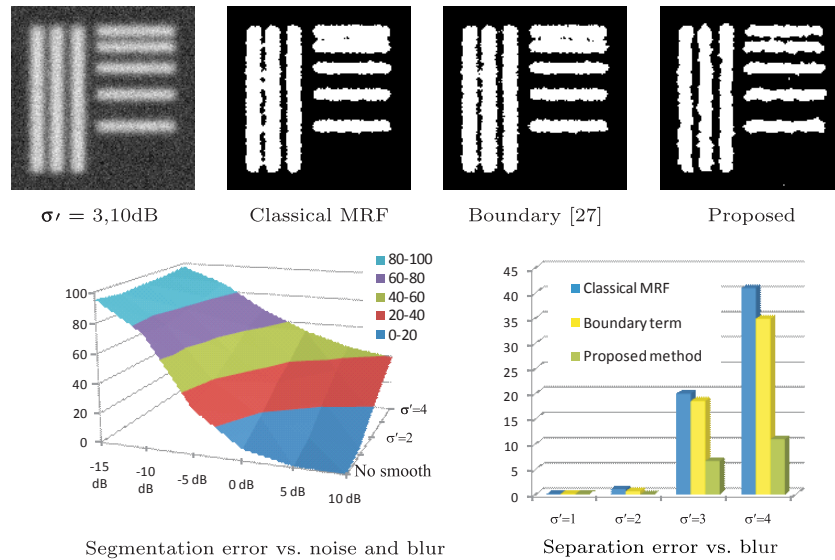 σ′ = 3,10dB
Classical MRF
Boundary [27]
Proposed
80-100
60-80
40-60
20-40
0-20
100
80
60
40
20
0
-15 dB
-10 dB
-5 dB
0 dB
5 dB
10 dB
σ′=4
σ′=2
No smooth
Segmentation error vs. noise and blur
45
40
35
30
25
20
15
10
5
0
Classical MRF
Boundary term
Proposed method
σ′=1
σ′=2
σ′=3
σ′=4
Separation error vs. blur